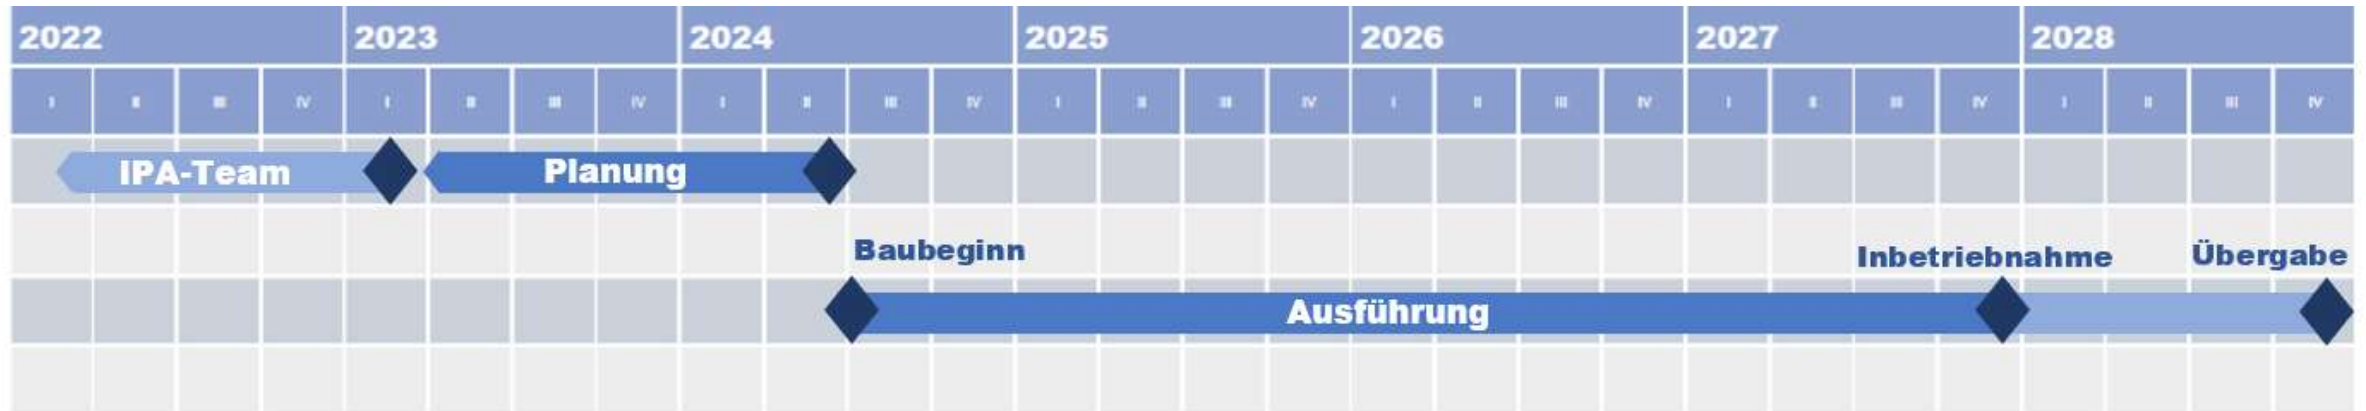 2022 2023 2024 2025 2026 2027 2028
I II III IV I II III IV I II III IV I II III IV I II III IV I II III IV I II III IV
IPA-Team Planung
Baubeginn Inbetriebnahme Übergabe
Ausführung